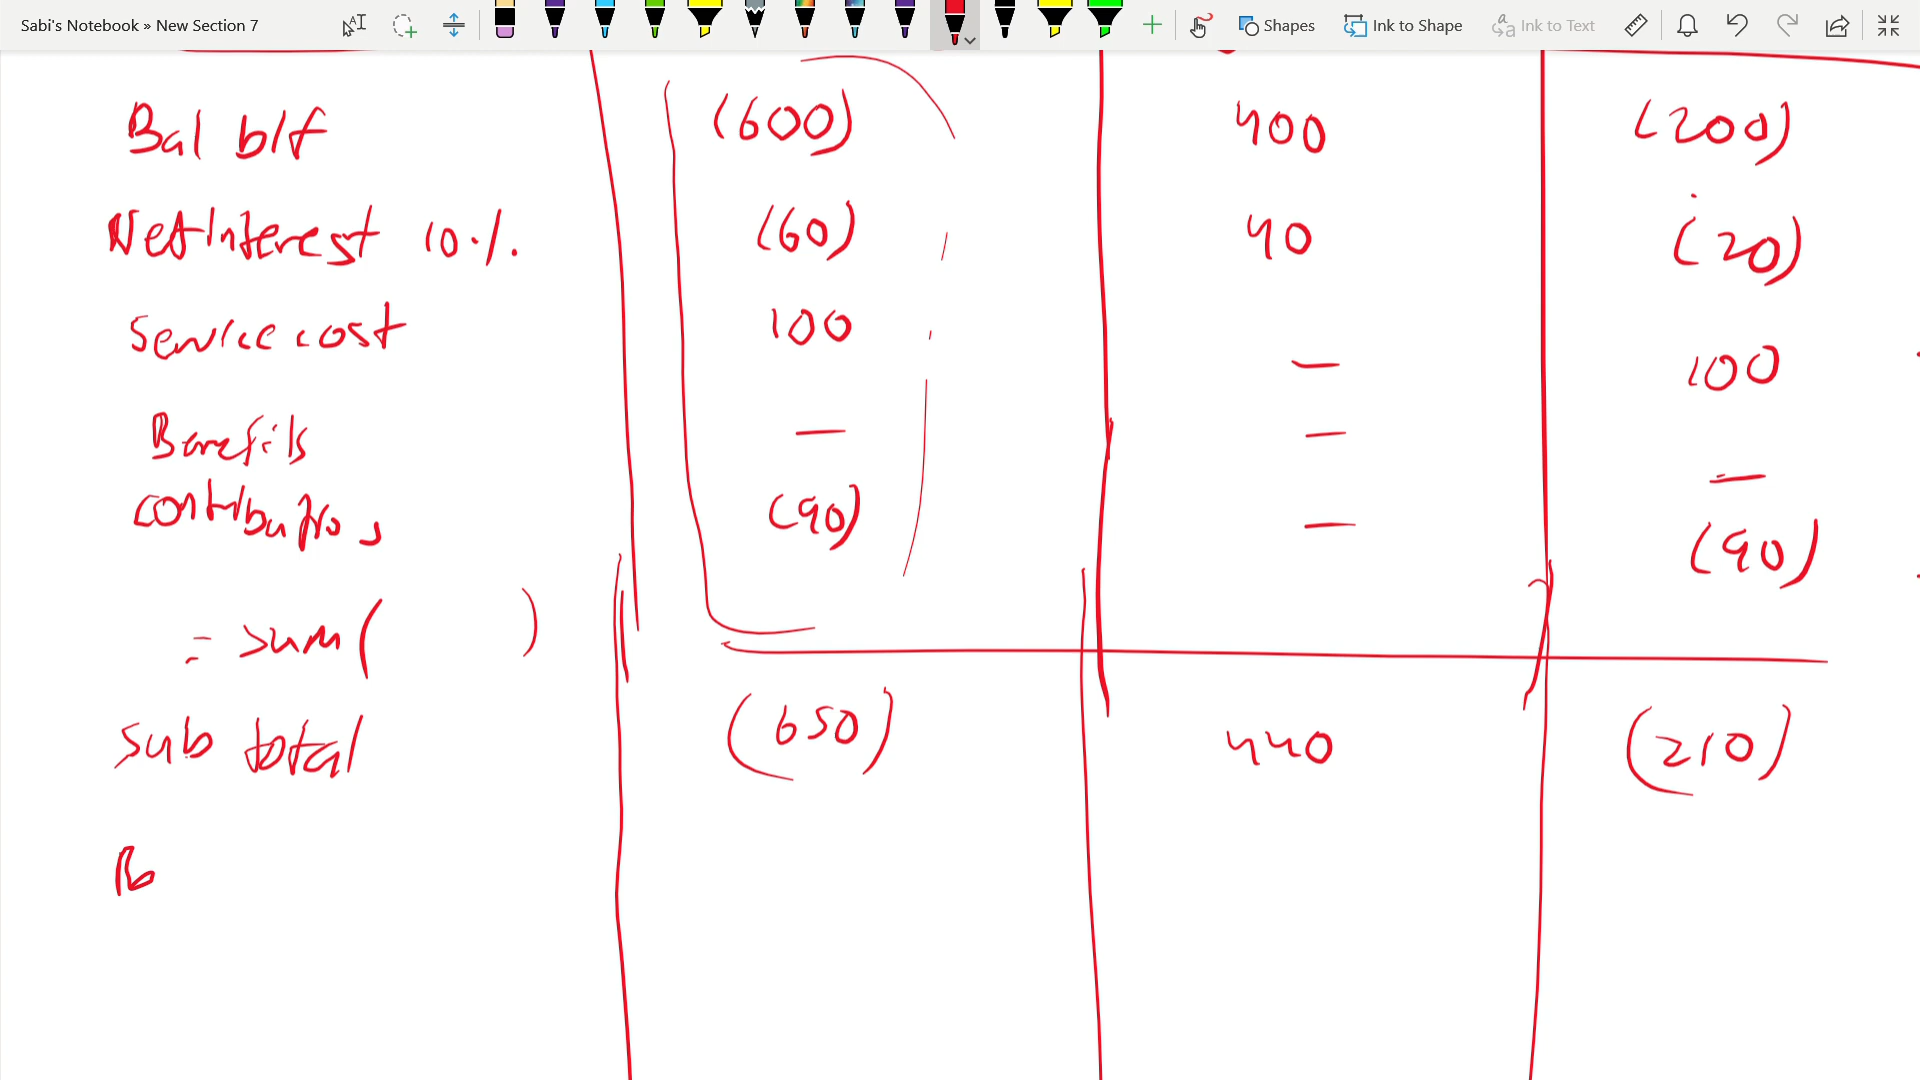 Sabi's Notebook » New Section 7 Shapes Ink to Shape Ink to Text
Bal b/f (600) 400 (200)
Net Interest 10.%. (60) 40 (20)
Service cost 100 — 100
Benefits — — —
contributions (90) — (90)
= sum( )
Sub total (650) 440 (210)